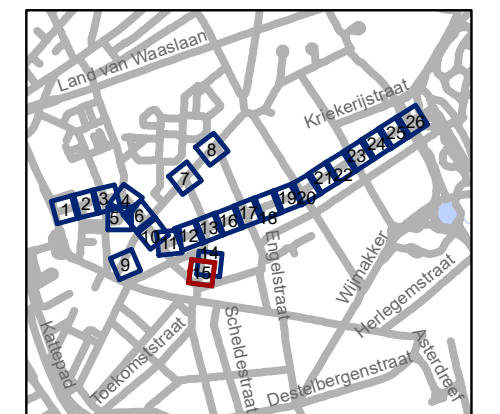 Land van Waaslaan
Kriekerijstraat
26
25
24
23
22
21
20
19
18
17
16
13
12
11
10
14
15
8
7
1
2
3
4
5
6
9
Engelstraat
Wijmakker
Herlegemstraat
Kattepad
Toekomststraat
Scheldestraat
Destelbergenstraat
Asterdreef